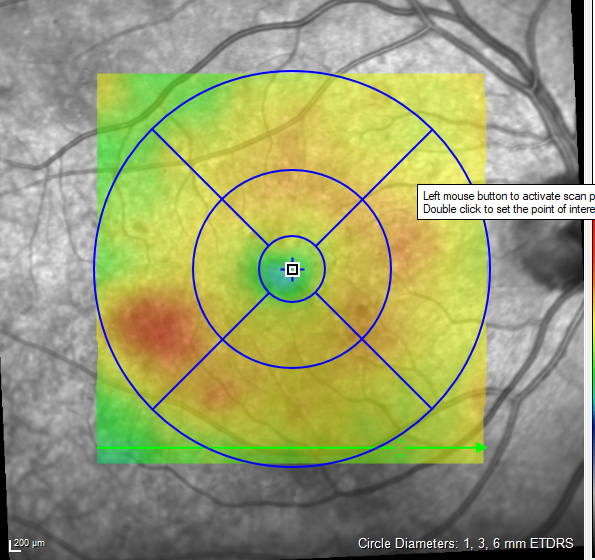 Left mouse button to activate scan p
Double click to set the point of intere
200 µm
Circle Diameters: 1, 3, 6 mm ETDRS